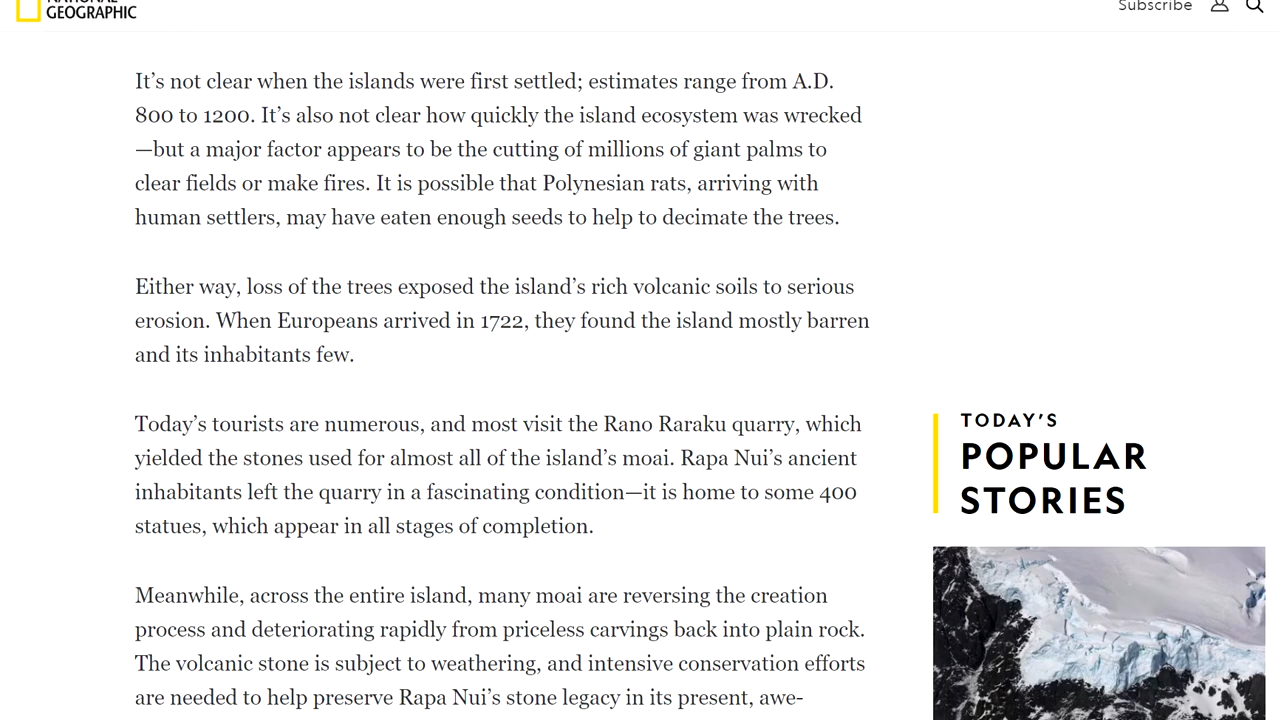 NATIONAL
GEOGRAPHIC
Subscribe
It’s not clear when the islands were first settled; estimates range from A.D.
800 to 1200. It’s also not clear how quickly the island ecosystem was wrecked
—but a major factor appears to be the cutting of millions of giant palms to
clear fields or make fires. It is possible that Polynesian rats, arriving with
human settlers, may have eaten enough seeds to help to decimate the trees.
Either way, loss of the trees exposed the island’s rich volcanic soils to serious
erosion. When Europeans arrived in 1722, they found the island mostly barren
and its inhabitants few.
Today’s tourists are numerous, and most visit the Rano Raraku quarry, which
yielded the stones used for almost all of the island’s moai. Rapa Nui’s ancient
inhabitants left the quarry in a fascinating condition—it is home to some 400
statues, which appear in all stages of completion.
Meanwhile, across the entire island, many moai are reversing the creation
process and deteriorating rapidly from priceless carvings back into plain rock.
The volcanic stone is subject to weathering, and intensive conservation efforts
are needed to help preserve Rapa Nui’s stone legacy in its present, awe-
TODAY’S
POPULAR
STORIES